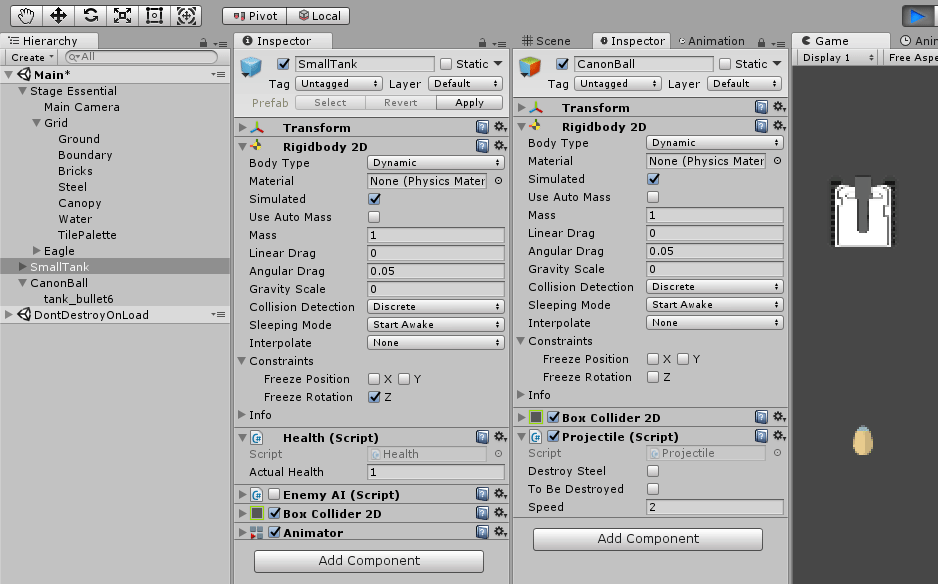 Pivot Local
Hierarchy
Create All
Main*
Stage Essential
Main Camera
Grid
Ground
Boundary
Bricks
Steel
Canopy
Water
TilePalette
Eagle
SmallTank
CanonBall
tank_bullet6
DontDestroyOnLoad
Inspector
SmallTank Static
Tag Untagged Layer Default
Prefab Select Revert Apply
Transform
Rigidbody 2D
Body Type Dynamic
Material None (Physics Mater
Simulated
Use Auto Mass
Mass 1
Linear Drag 0
Angular Drag 0.05
Gravity Scale 0
Collision Detection Discrete
Sleeping Mode Start Awake
Interpolate None
Constraints
Freeze Position X Y
Freeze Rotation Z
Info
Health (Script)
Script Health
Actual Health 1
Enemy AI (Script)
Box Collider 2D
Animator
Add Component
Scene Inspector Animation
CanonBall Static
Tag Untagged Layer Default
Transform
Rigidbody 2D
Body Type Dynamic
Material None (Physics Mater
Simulated
Use Auto Mass
Mass 1
Linear Drag 0
Angular Drag 0.05
Gravity Scale 0
Collision Detection Discrete
Sleeping Mode Start Awake
Interpolate None
Constraints
Freeze Position X Y
Freeze Rotation Z
Info
Box Collider 2D
Projectile (Script)
Script Projectile
Destroy Steel
To Be Destroyed
Speed 2
Add Component
Game Ani
Display 1 Free Aspe